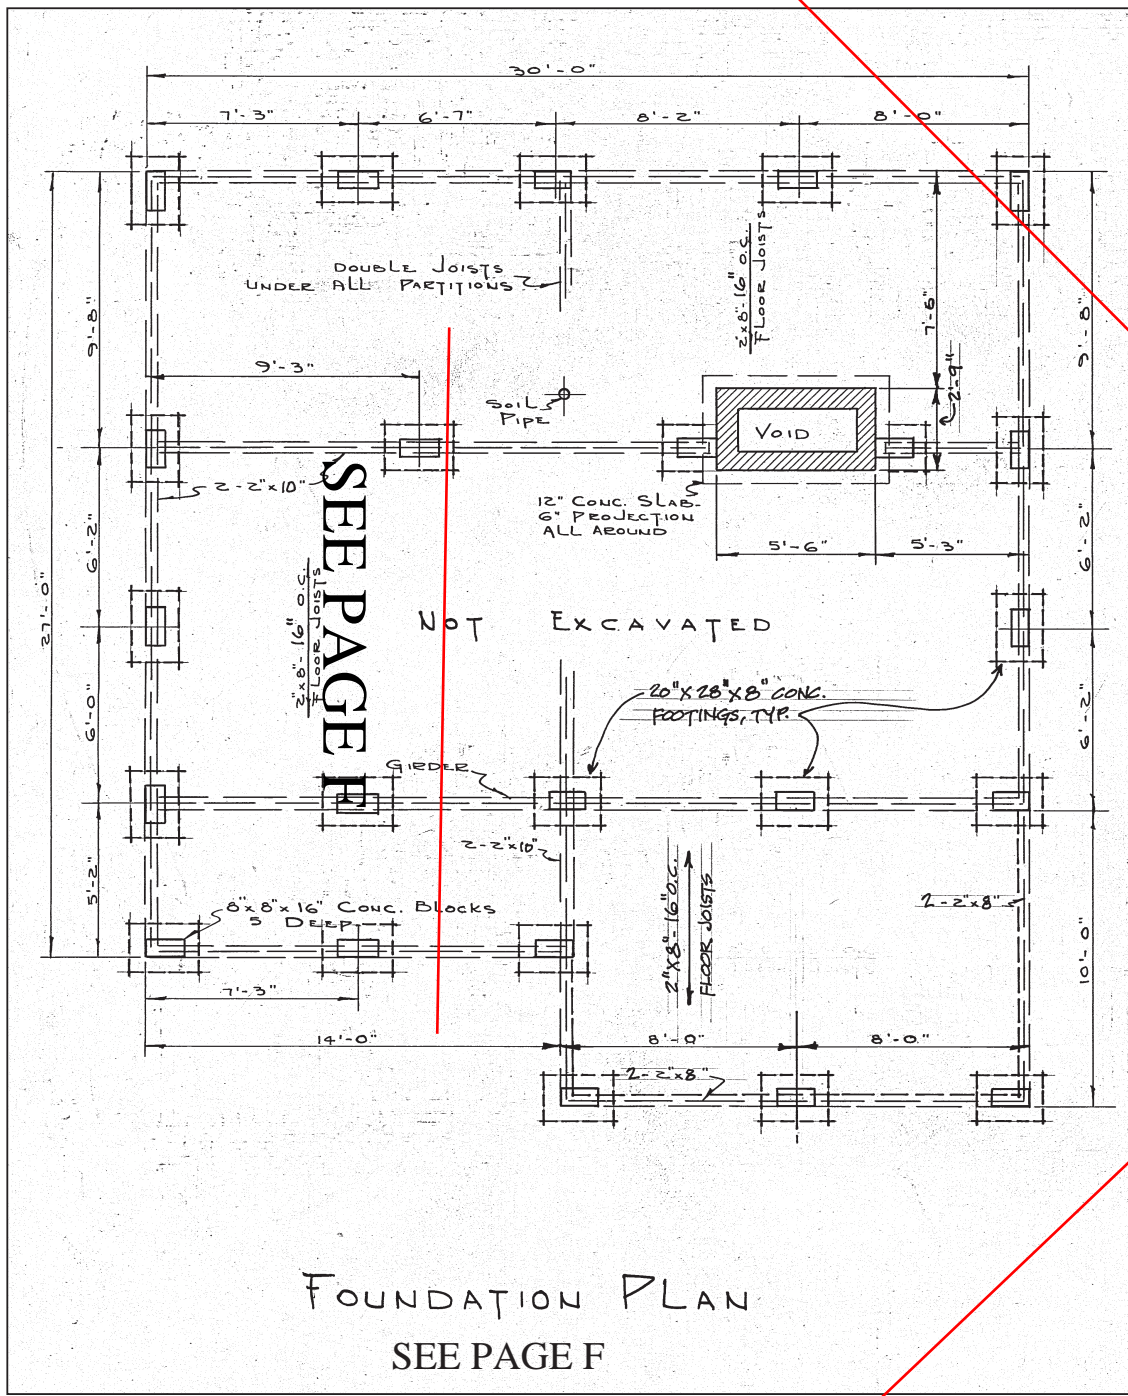 30'-0"
7'-3"
6'-7"
8'-2"
8'-0"
DOUBLE JOISTS
UNDER ALL PARTITIONS
2"x8"-16" O.C.
FLOOR JOISTS
7'-6"
9'-8"
9'-8"
9'-3"
2'-9"
SOIL
PIPE
VOID
2-2"x10"
12" CONC. SLAB-
6" PROJECTION
ALL AROUND
5'-6"
5'-3"
6'-2"
6'-2"
27'-0"
SEE PAGE F
2"x8"-16" O.C.
FLOOR JOISTS
NOT EXCAVATED
20"X28"X8" CONC.
FOOTINGS, TYP.
6'-0"
6'-2"
GIRDER
2-2"x10"
5'-2"
8"x8"x16" CONC. BLOCKS
5 DEEP
2"X8"-16" O.C.
FLOOR JOISTS
2-2"x8"
10'-0"
7'-3"
14'-0"
8'-0"
8'-0"
2-2"x8"
FOUNDATION PLAN
SEE PAGE F